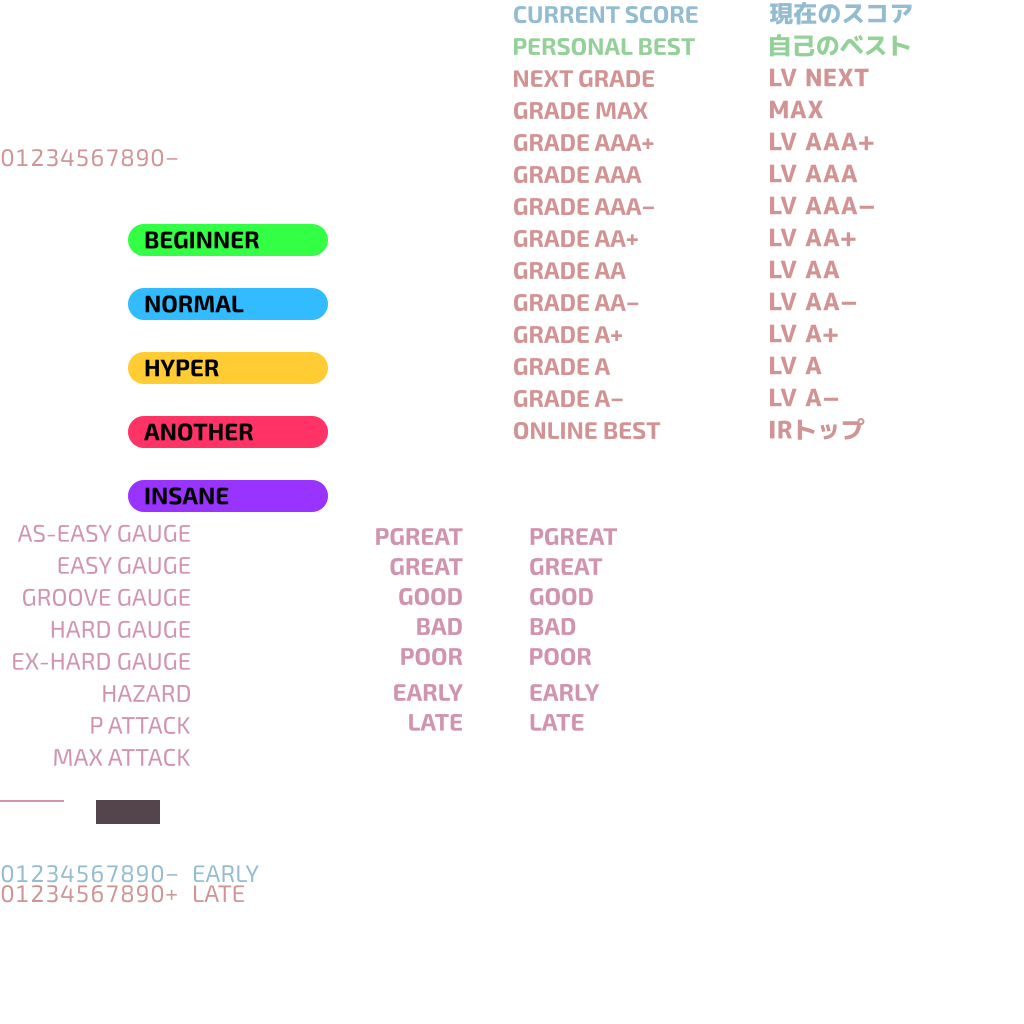 CURRENT SCORE 現在のスコア
PERSONAL BEST 自己のベスト
NEXT GRADE LV NEXT
GRADE MAX MAX
GRADE AAA+ LV AAA+
01234567890–
GRADE AAA LV AAA
GRADE AAA– LV AAA–
BEGINNER
GRADE AA+ LV AA+
GRADE AA LV AA
NORMAL
GRADE AA– LV AA–
GRADE A+ LV A+
HYPER
GRADE A LV A
GRADE A– LV A–
ANOTHER
ONLINE BEST IRトップ
INSANE
AS-EASY GAUGE PGREAT PGREAT
EASY GAUGE GREAT GREAT
GROOVE GAUGE GOOD GOOD
HARD GAUGE BAD BAD
EX-HARD GAUGE POOR POOR
HAZARD EARLY EARLY
P ATTACK LATE LATE
MAX ATTACK
01234567890– EARLY
01234567890+ LATE